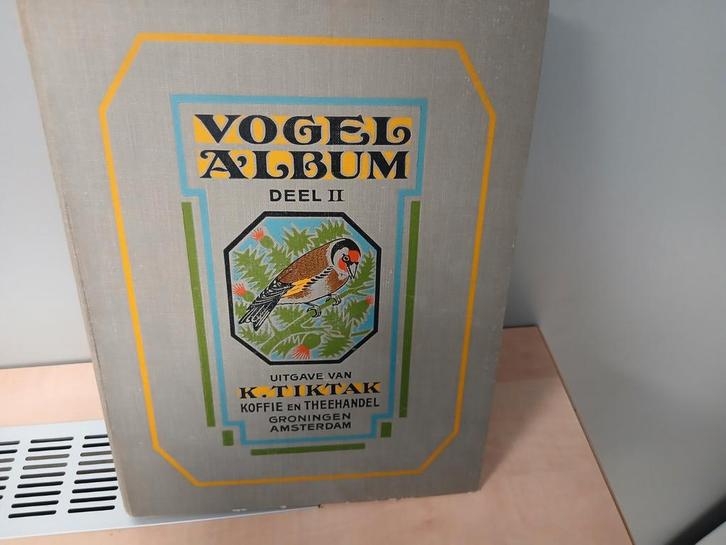 VOGEL
ALBUM
DEEL II
UITGAVE VAN
K. TIKTAK
KOFFIE EN THEEHANDEL
GRONINGEN
AMSTERDAM